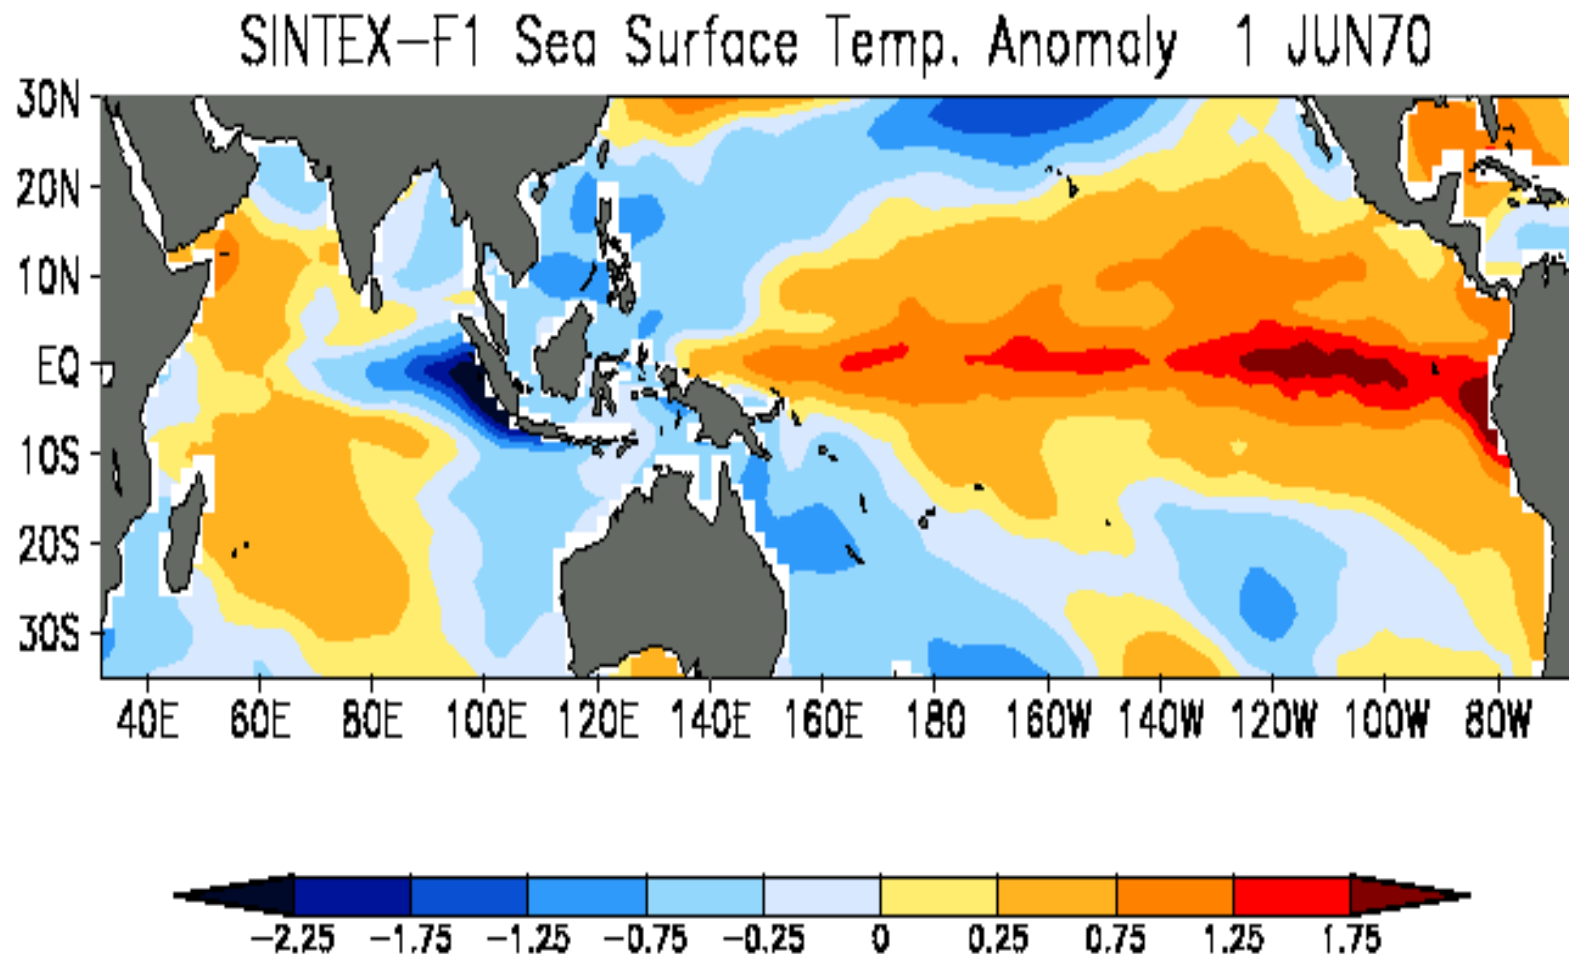 SINTEX-F1 Sea Surface Temp. Anomaly 1 JUN70
30N
20N
10N
EQ
10S
20S
30S
40E 60E 80E 100E 120E 140E 160E 180 160W 140W 120W 100W 80W
-2.25 -1.75 -1.25 -0.75 -0.25 0 0.25 0.75 1.25 1.75